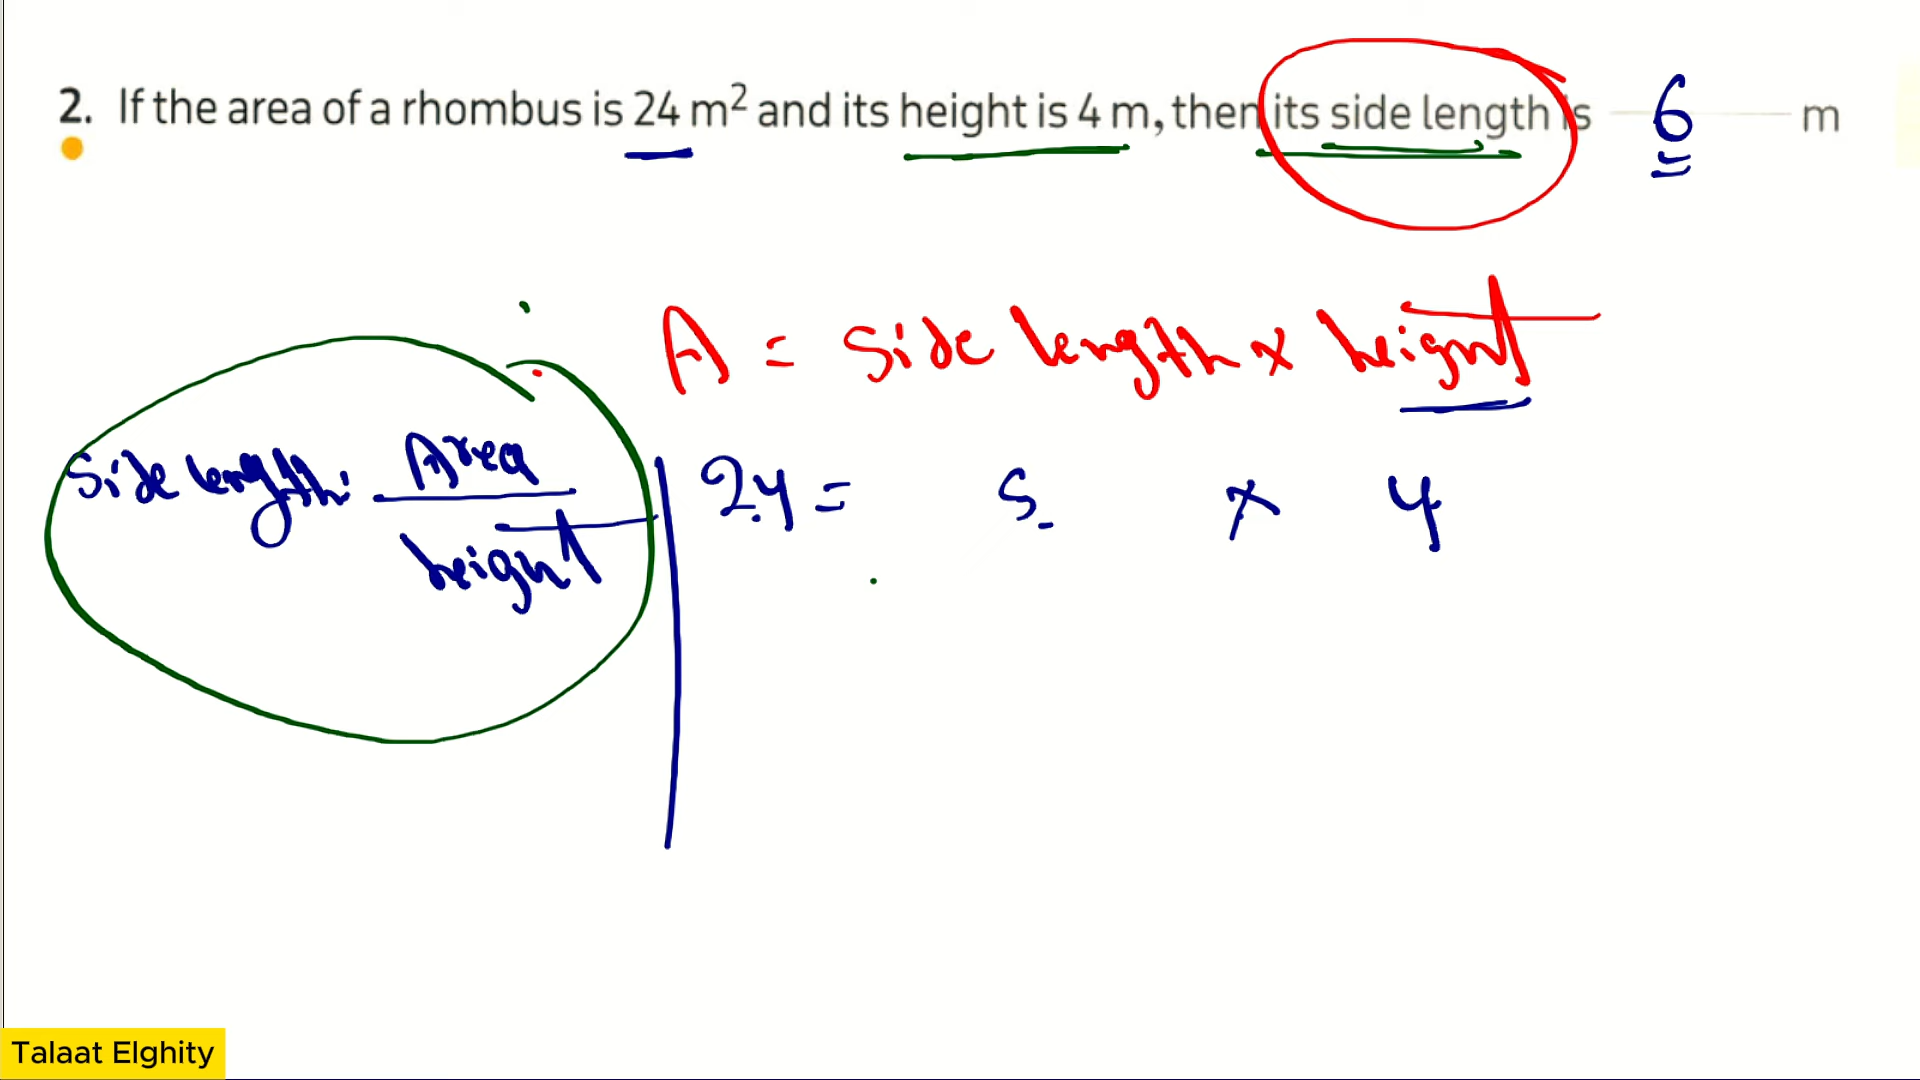 2. If the area of a rhombus is 24 m² and its height is 4 m, then its side length is 6 m
A = Side length × height
Side length = Area / height
24 = S × 4
Talaat Elghity